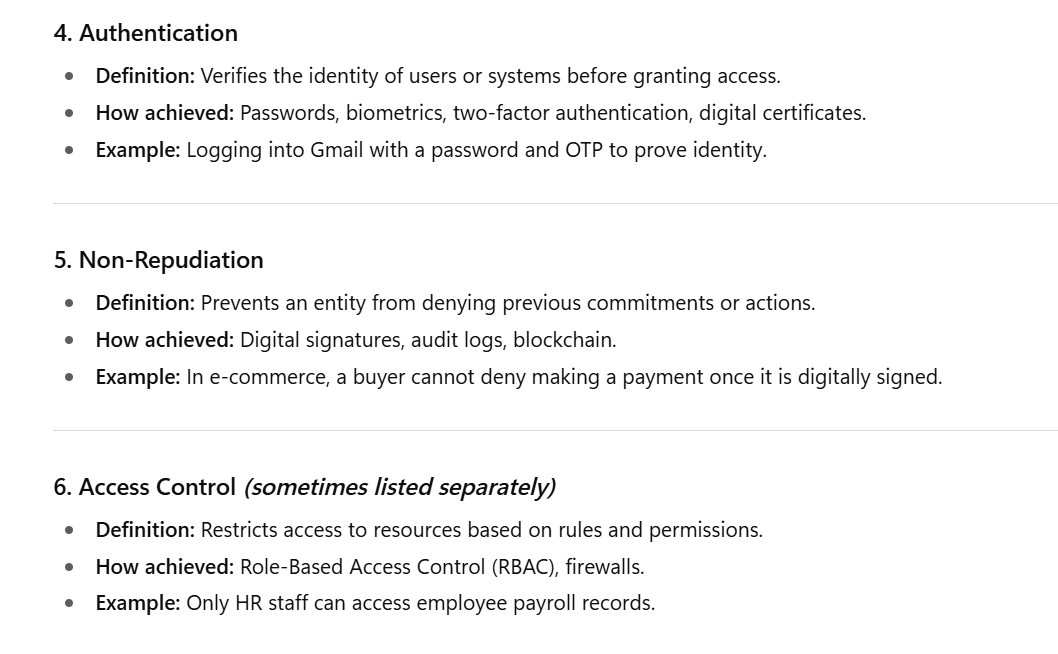 4. Authentication
Definition: Verifies the identity of users or systems before granting access.
How achieved: Passwords, biometrics, two-factor authentication, digital certificates.
Example: Logging into Gmail with a password and OTP to prove identity.
5. Non-Repudiation
Definition: Prevents an entity from denying previous commitments or actions.
How achieved: Digital signatures, audit logs, blockchain.
Example: In e-commerce, a buyer cannot deny making a payment once it is digitally signed.
6. Access Control (sometimes listed separately)
Definition: Restricts access to resources based on rules and permissions.
How achieved: Role-Based Access Control (RBAC), firewalls.
Example: Only HR staff can access employee payroll records.